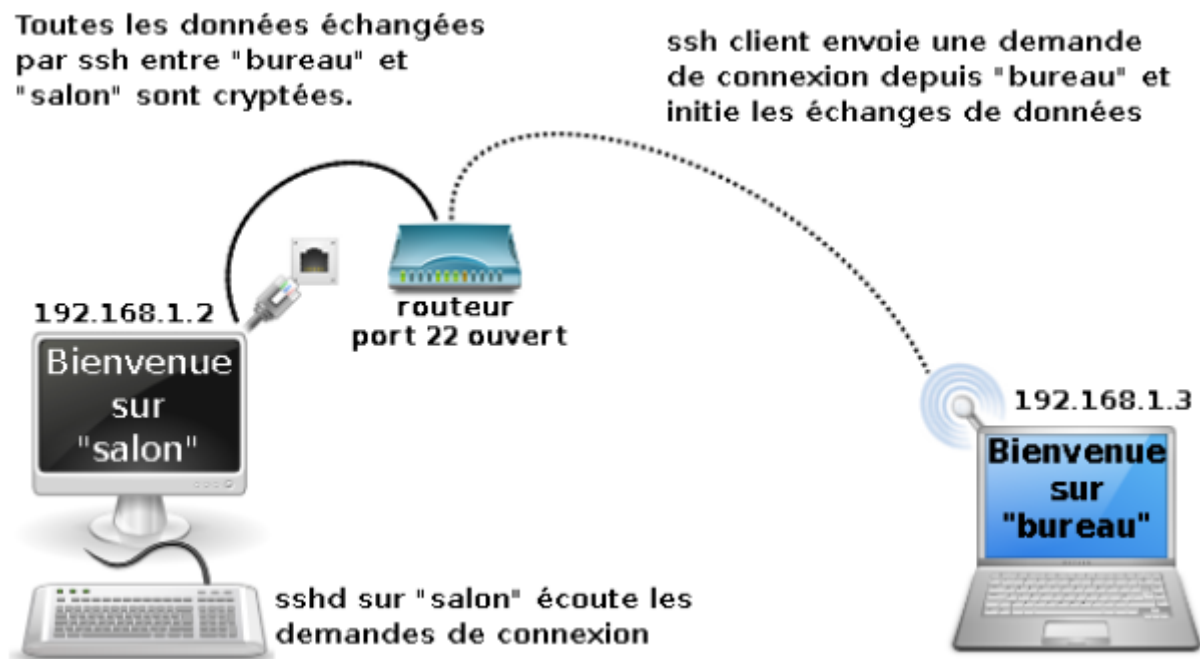 Toutes les données échangées
par ssh entre "bureau" et
"salon" sont cryptées.
ssh client envoie une demande
de connexion depuis "bureau" et
initie les échanges de données
routeur
port 22 ouvert
192.168.1.2
Bienvenue
sur
"salon"
192.168.1.3
Bienvenue
sur
"bureau"
sshd sur "salon" écoute les
demandes de connexion